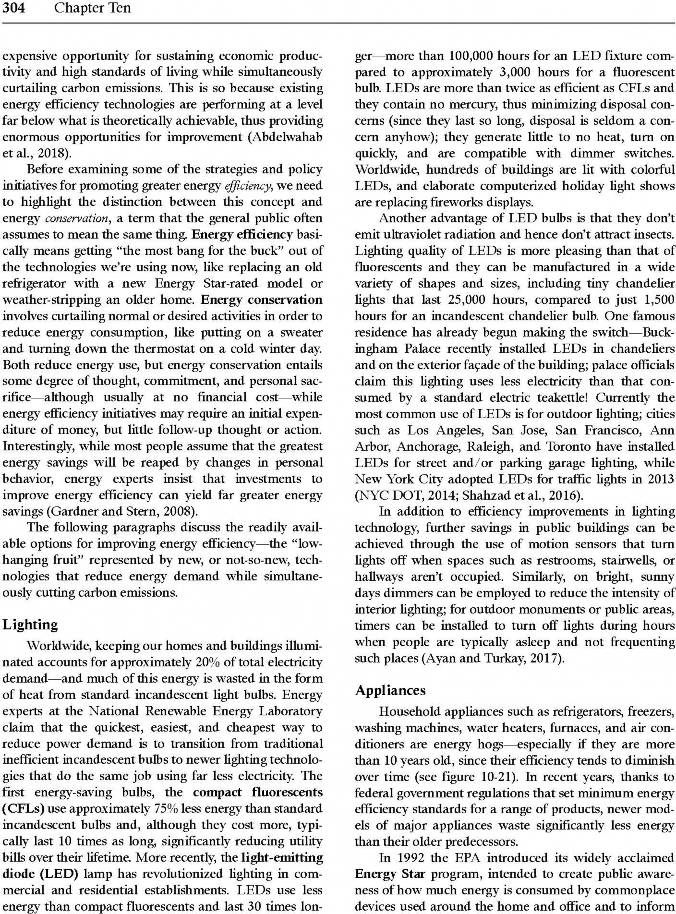 304 Chapter Ten
expensive opportunity for sustaining economic produc-
tivity and high standards of living while simultaneously
curtailing carbon emissions. This is so because existing
energy efficiency technologies are performing at a level
far below what is theoretically achievable, thus providing
enormous opportunities for improvement (Abdelwahab
et al., 2018).
Before examining some of the strategies and policy
initiatives for promoting greater energy efficiency, we need
to highlight the distinction between this concept and
energy conservation, a term that the general public often
assumes to mean the same thing. Energy efficiency basi-
cally means getting “the most bang for the buck” out of
the technologies we’re using now, like replacing an old
refrigerator with a new Energy Star-rated model or
weather-stripping an older home. Energy conservation
involves curtailing normal or desired activities in order to
reduce energy consumption, like putting on a sweater
and turning down the thermostat on a cold winter day.
Both reduce energy use, but energy conservation entails
some degree of thought, commitment, and personal sac-
rifice—although usually at no financial cost—while
energy efficiency initiatives may require an initial expen-
diture of money, but little follow-up thought or action.
Interestingly, while most people assume that the greatest
energy savings will be reaped by changes in personal
behavior, energy experts insist that investments to
improve energy efficiency can yield far greater energy
savings (Gardner and Stern, 2008).
The following paragraphs discuss the readily avail-
able options for improving energy efficiency—the “low-
hanging fruit” represented by new, or not-so-new, tech-
nologies that reduce energy demand while simultane-
ously cutting carbon emissions.
Lighting
Worldwide, keeping our homes and buildings illumi-
nated accounts for approximately 20% of total electricity
demand—and much of this energy is wasted in the form
of heat from standard incandescent light bulbs. Energy
experts at the National Renewable Energy Laboratory
claim that the quickest, easiest, and cheapest way to
reduce power demand is to transition from traditional
inefficient incandescent bulbs to newer lighting technolo-
gies that do the same job using far less electricity. The
first energy-saving bulbs, the compact fluorescents
(CFLs) use approximately 75% less energy than standard
incandescent bulbs and, although they cost more, typi-
cally last 10 times as long, significantly reducing utility
bills over their lifetime. More recently, the light-emitting
diode (LED) lamp has revolutionized lighting in com-
mercial and residential establishments. LEDs use less
energy than compact fluorescents and last 30 times lon-
ger—more than 100,000 hours for an LED fixture com-
pared to approximately 3,000 hours for a fluorescent
bulb. LEDs are more than twice as efficient as CFLs and
they contain no mercury, thus minimizing disposal con-
cerns (since they last so long, disposal is seldom a con-
cern anyhow); they generate little to no heat, turn on
quickly, and are compatible with dimmer switches.
Worldwide, hundreds of buildings are lit with colorful
LEDs, and elaborate computerized holiday light shows
are replacing fireworks displays.
Another advantage of LED bulbs is that they don’t
emit ultraviolet radiation and hence don’t attract insects.
Lighting quality of LEDs is more pleasing than that of
fluorescents and they can be manufactured in a wide
variety of shapes and sizes, including tiny chandelier
lights that last 25,000 hours, compared to just 1,500
hours for an incandescent chandelier bulb. One famous
residence has already begun making the switch—Buck-
ingham Palace recently installed LEDs in chandeliers
and on the exterior façade of the building; palace officials
claim this lighting uses less electricity than that con-
sumed by a standard electric teakettle! Currently the
most common use of LEDs is for outdoor lighting; cities
such as Los Angeles, San Jose, San Francisco, Ann
Arbor, Anchorage, Raleigh, and Toronto have installed
LEDs for street and/or parking garage lighting, while
New York City adopted LEDs for traffic lights in 2013
(NYC DOT, 2014; Shahzad et al., 2016).
In addition to efficiency improvements in lighting
technology, further savings in public buildings can be
achieved through the use of motion sensors that turn
lights off when spaces such as restrooms, stairwells, or
hallways aren’t occupied. Similarly, on bright, sunny
days dimmers can be employed to reduce the intensity of
interior lighting; for outdoor monuments or public areas,
timers can be installed to turn off lights during hours
when people are typically asleep and not frequenting
such places (Ayan and Turkay, 2017).
Appliances
Household appliances such as refrigerators, freezers,
washing machines, water heaters, furnaces, and air con-
ditioners are energy hogs—especially if they are more
than 10 years old, since their efficiency tends to diminish
over time (see figure 10-21). In recent years, thanks to
federal government regulations that set minimum energy
efficiency standards for a range of products, newer mod-
els of major appliances waste significantly less energy
than their older predecessors.
In 1992 the EPA introduced its widely acclaimed
Energy Star program, intended to create public aware-
ness of how much energy is consumed by commonplace
devices used around the home and office and to inform